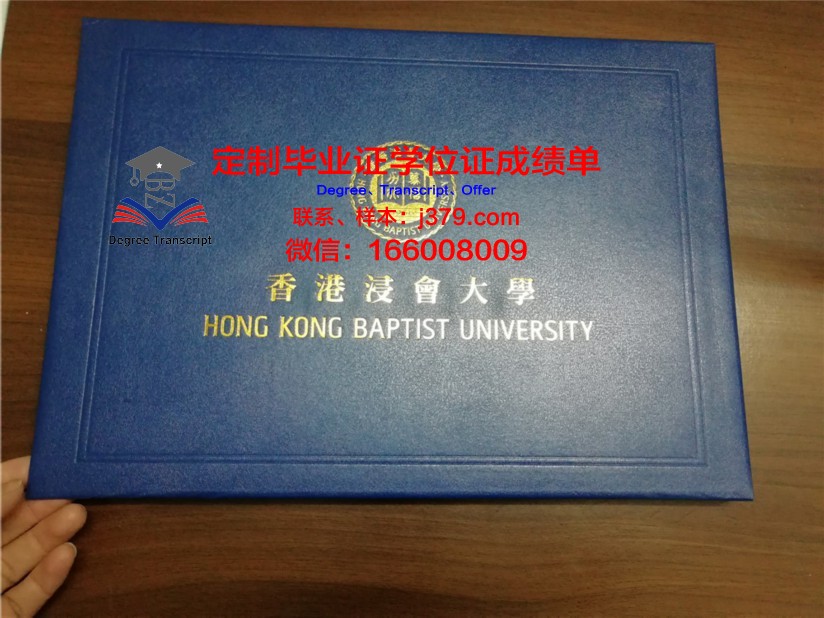 定制毕业证学位证成绩单
Degree、Transcript、Offer
联系、样本：j379.com
微信：166008009
Degree Transcript
香港浸會大學
HONG KONG BAPTIST UNIVERSITY